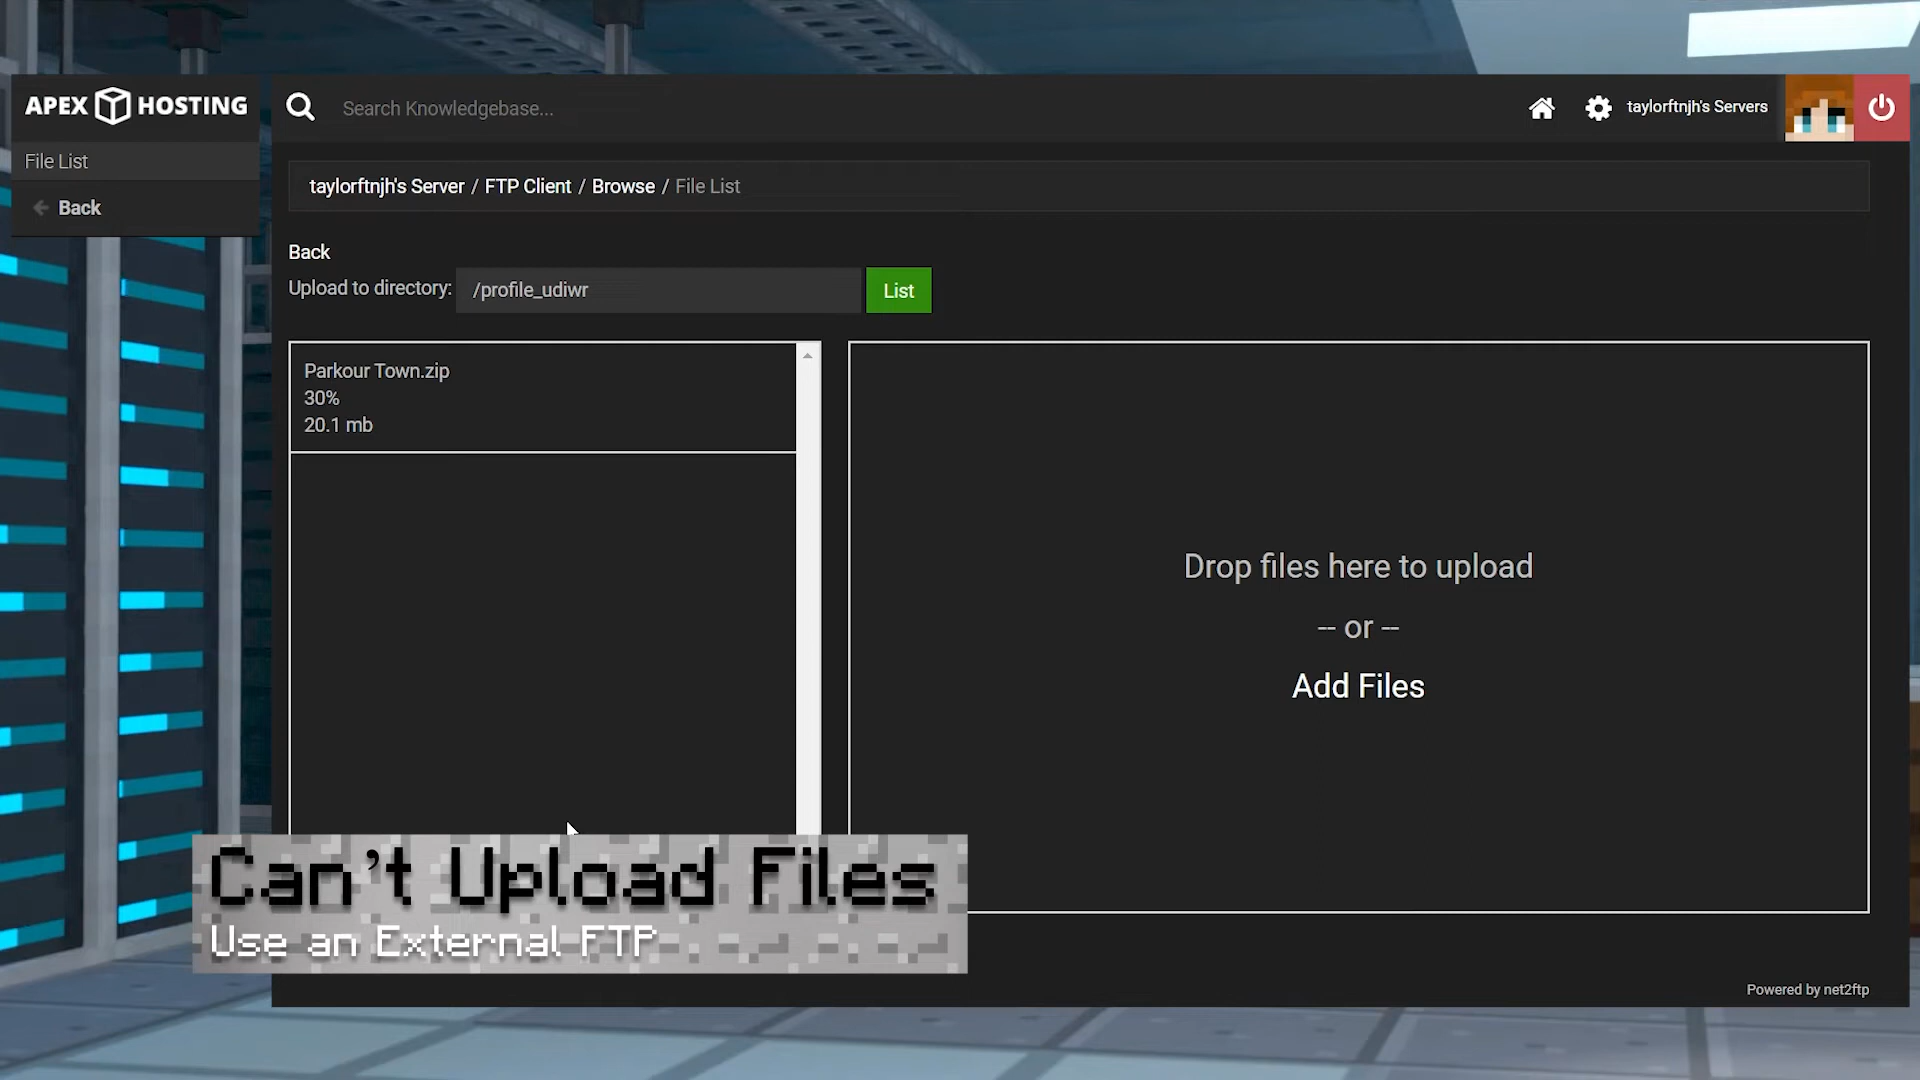 APEX HOSTING
Search Knowledgebase...
taylorftnjh's Servers
File List
Back
taylorftnjh's Server / FTP Client / Browse / File List
Back
Upload to directory: /profile_udiwr List
Parkour Town.zip
30%
20.1 mb
Drop files here to upload
-- or --
Add Files
Can't Upload Files
Use an External FTP
Powered by net2ftp